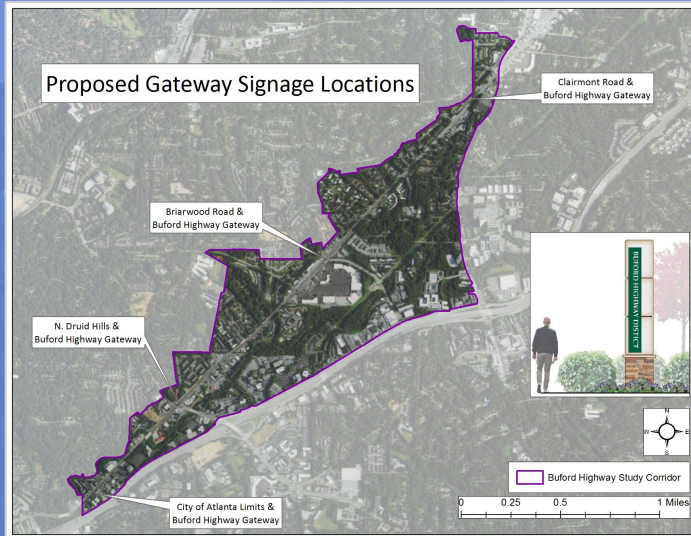 Proposed Gateway Signage Locations
Clairmont Road &
Buford Highway Gateway
Briarwood Road &
Buford Highway Gateway
BUFORD HIGHWAY DISTICT
N. Druid Hills &
Buford Highway Gateway
N
W E
S
Buford Highway Study Corridor
City of Atlanta Limits &
Buford Highway Gateway
0 0.25 0.5 1 Miles